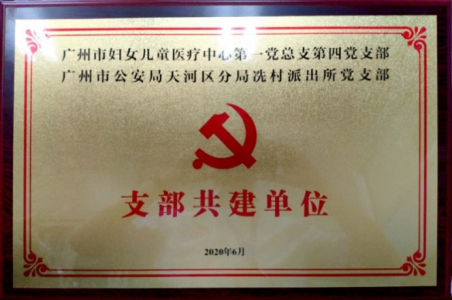 广州市妇女儿童医疗中心第一党总支第四党支部
广州市公安局天河区分局冼村派出所党支部
支部共建单位
2020年6月